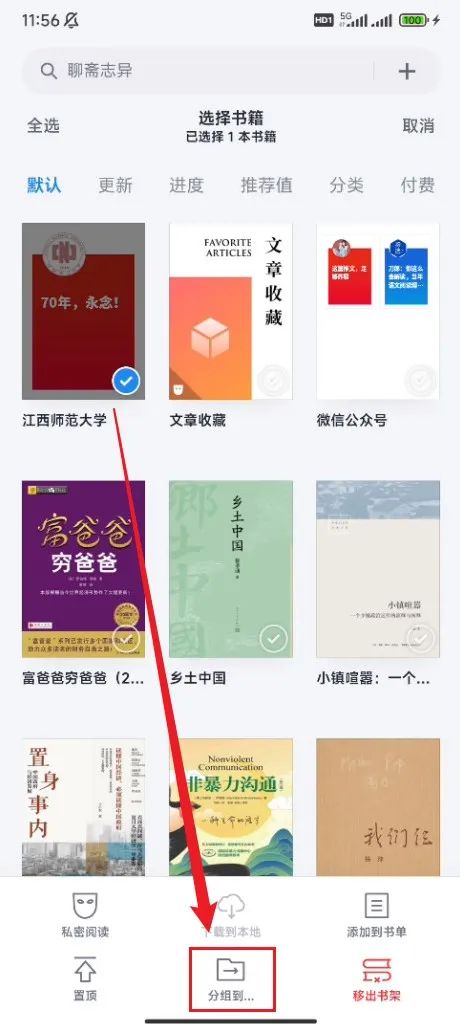 11:56
HD1
5G
100
聊斋志异
全选
选择书籍
已选择 1 本书籍
取消
默认
更新
进度
推荐值
分类
付费
70年，永念！
FAVORITE
ARTICLES
文章收藏
江西师范大学
文章收藏
微信公众号
富爸爸
穷爸爸
乡土中国
小镇喧嚣
富爸爸穷爸爸（2...
乡土中国
小镇喧嚣：一个...
置身事内
Nonviolent
Communication
非暴力沟通
我们仨
杨绛
私密阅读
下载到本地
添加到书单
置顶
分组到...
移出书架